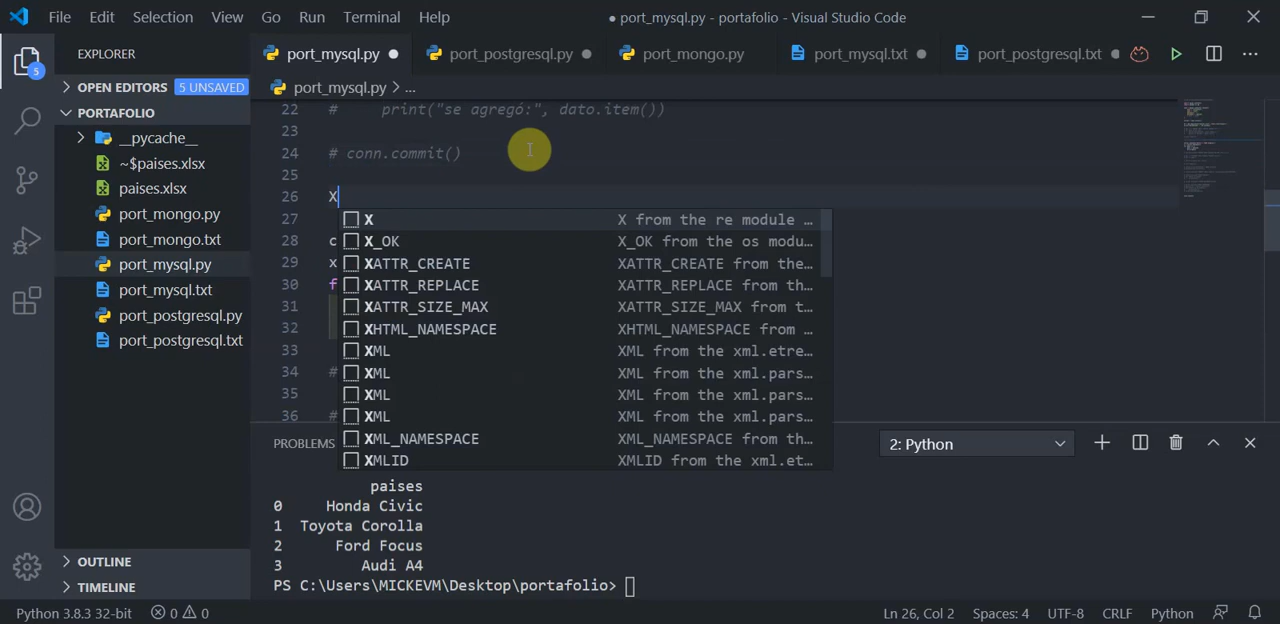 File Edit Selection View Go Run Terminal Help ● port_mysql.py - portafolio - Visual Studio Code
EXPLORER
port_mysql.py port_postgresql.py port_mongo.py port_mysql.txt port_postgresql.txt
OPEN EDITORS 5 UNSAVED
port_mysql.py > ...
PORTAFOLIO
__pycache__
~$paises.xlsx
paises.xlsx
port_mongo.py
port_mongo.txt
port_mysql.py
port_mysql.txt
port_postgresql.py
port_postgresql.txt
OUTLINE
TIMELINE
5
22 # print("se agregó:", dato.item())
23
24 # conn.commit()
25
26 X
27
28 c
29 x
30 f
31
32
33
34 #
35
36 #
X X from the re module …
X_OK X_OK from the os modu…
XATTR_CREATE XATTR_CREATE from the…
XATTR_REPLACE XATTR_REPLACE from th…
XATTR_SIZE_MAX XATTR_SIZE_MAX from t…
XHTML_NAMESPACE XHTML_NAMESPACE from …
XML XML from the xml.etre…
XML XML from the xml.pars…
XML XML from the xml.pars…
XML XML from the xml.pars…
XML_NAMESPACE XML_NAMESPACE from th…
XMLID XMLID from the xml.et…
PROBLEMS 2: Python
paises
0 Honda Civic
1 Toyota Corolla
2 Ford Focus
3 Audi A4
PS C:\Users\MICKEVM\Desktop\portafolio>
Python 3.8.3 32-bit 0 0 Ln 26, Col 2 Spaces: 4 UTF-8 CRLF Python